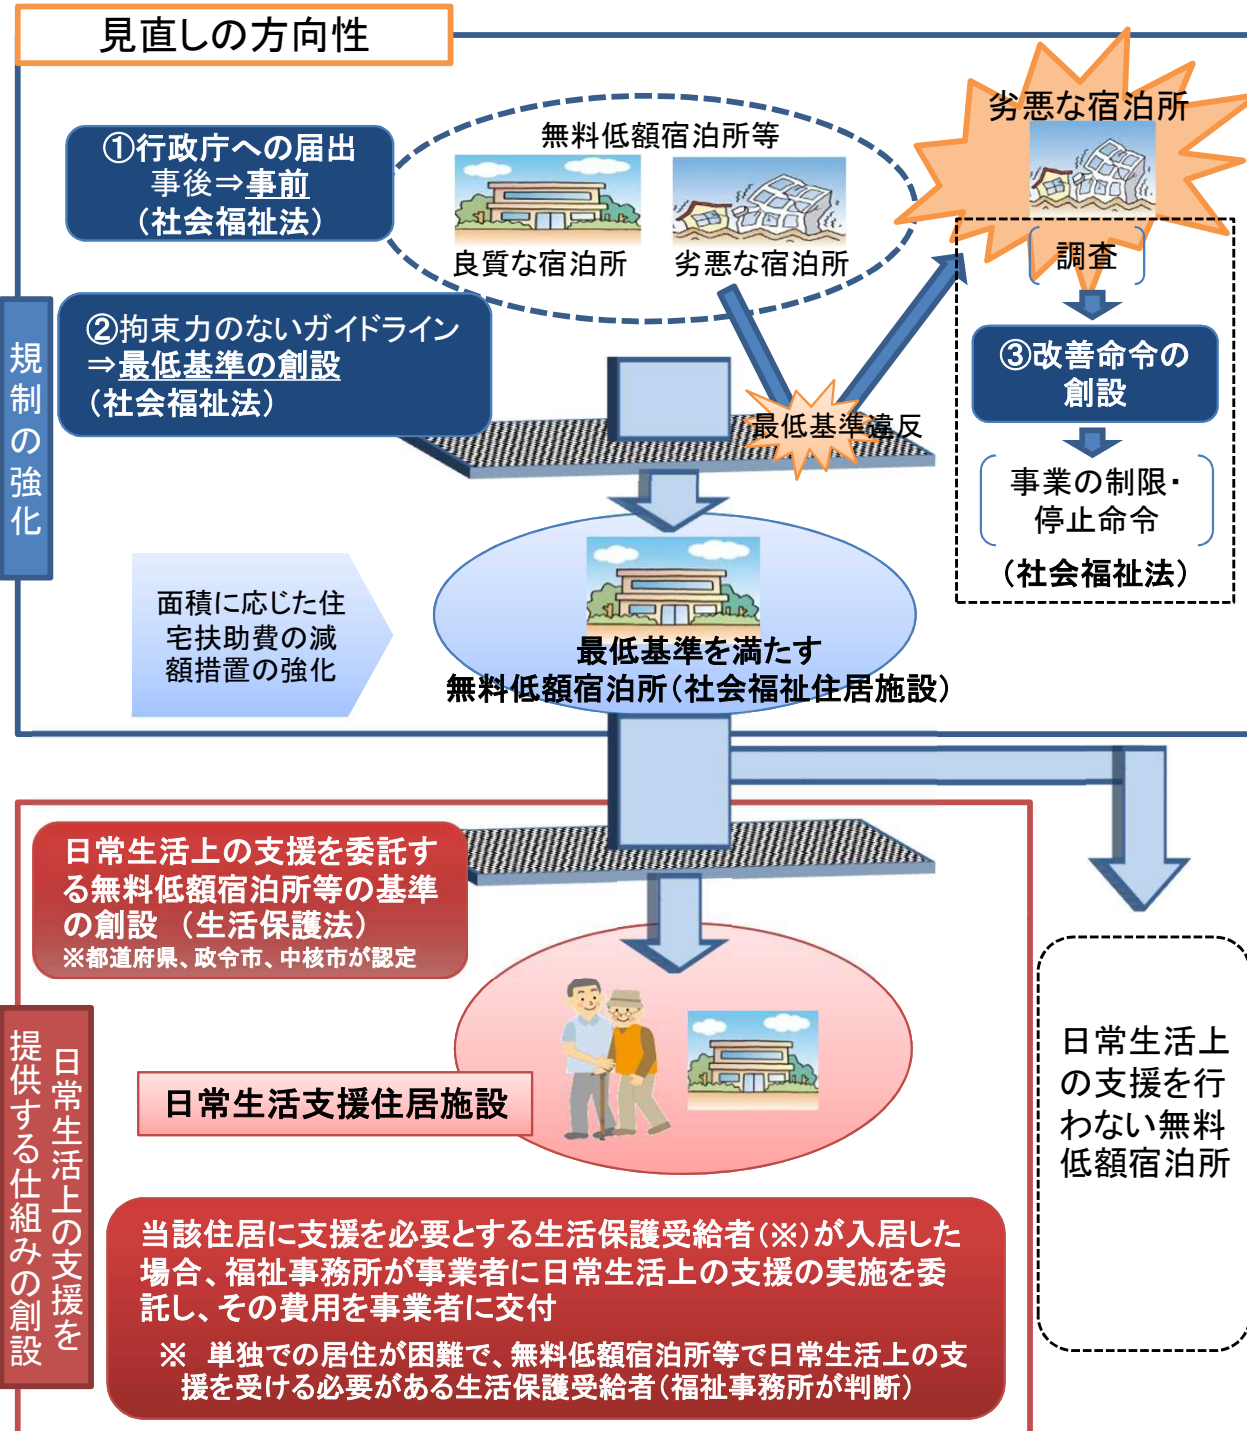 見直しの方向性
①行政庁への届出
事後⇒事前
（社会福祉法）
無料低額宿泊所等
良質な宿泊所
劣悪な宿泊所
劣悪な宿泊所
調査
②拘束力のないガイドライン
⇒最低基準の創設
（社会福祉法）
規制の強化
最低基準違反
③改善命令の
創設
事業の制限・
停止命令
（社会福祉法）
面積に応じた住
宅扶助費の減
額措置の強化
最低基準を満たす
無料低額宿泊所（社会福祉住居施設）
日常生活上の支援を委託す
る無料低額宿泊所等の基準
の創設　（生活保護法）
※都道府県、政令市、中核市が認定
日常生活上の支援を
提供する仕組みの創設
日常生活支援住居施設
日常生活上
の支援を行
わない無料
低額宿泊所
当該住居に支援を必要とする生活保護受給者（※）が入居した
場合、福祉事務所が事業者に日常生活上の支援の実施を委
託し、その費用を事業者に交付
※　単独での居住が困難で、無料低額宿泊所等で日常生活上の支
援を受ける必要がある生活保護受給者（福祉事務所が判断）